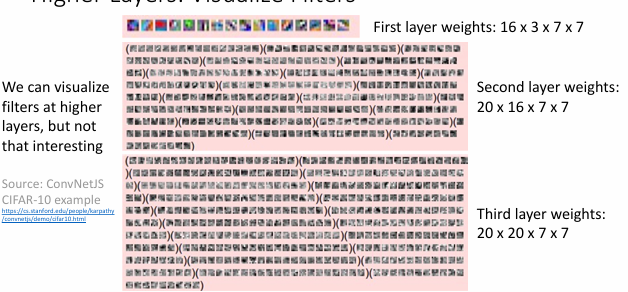 Higher Layers: Visualize Filters
First layer weights: 16 x 3 x 7 x 7
We can visualize
filters at higher
layers, but not
that interesting
Second layer weights:
20 x 16 x 7 x 7
Source: ConvNetJS
CIFAR-10 example
https://cs.stanford.edu/people/karpathy
/convnetjs/demo/cifar10.html
Third layer weights:
20 x 20 x 7 x 7